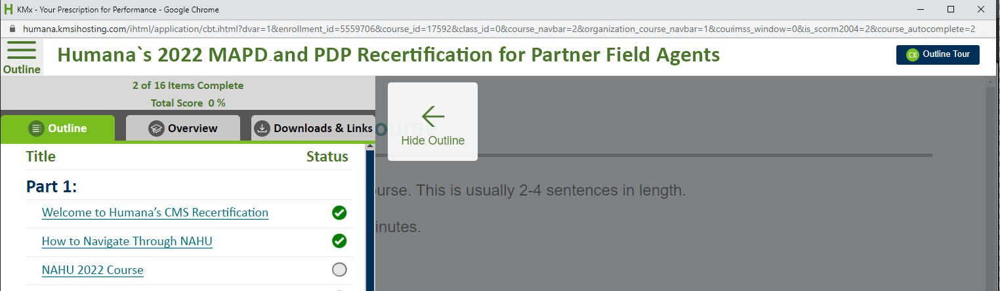 KMx - Your Prescription for Performance - Google Chrome
humana.kmsihosting.com/ihtml/application/cbt.ihtml?dvar=1&enrollment_id=5559706&course_id=17592&class_id=0&course_navbar=2&organization_course_navbar=1&courimss_window=0&is_scorm2004=2&course_autocomplete=2
Outline
Humana`s 2022 MAPD and PDP Recertification for Partner Field Agents
Outline Tour
2 of 16 Items Complete
Total Score 0 %
Outline
Overview
Downloads & Links
ourse
Hide Outline
Title Status
Part 1:
urse. This is usually 2-4 sentences in length.
Welcome to Humana’s CMS Recertification
inutes.
How to Navigate Through NAHU
NAHU 2022 Course